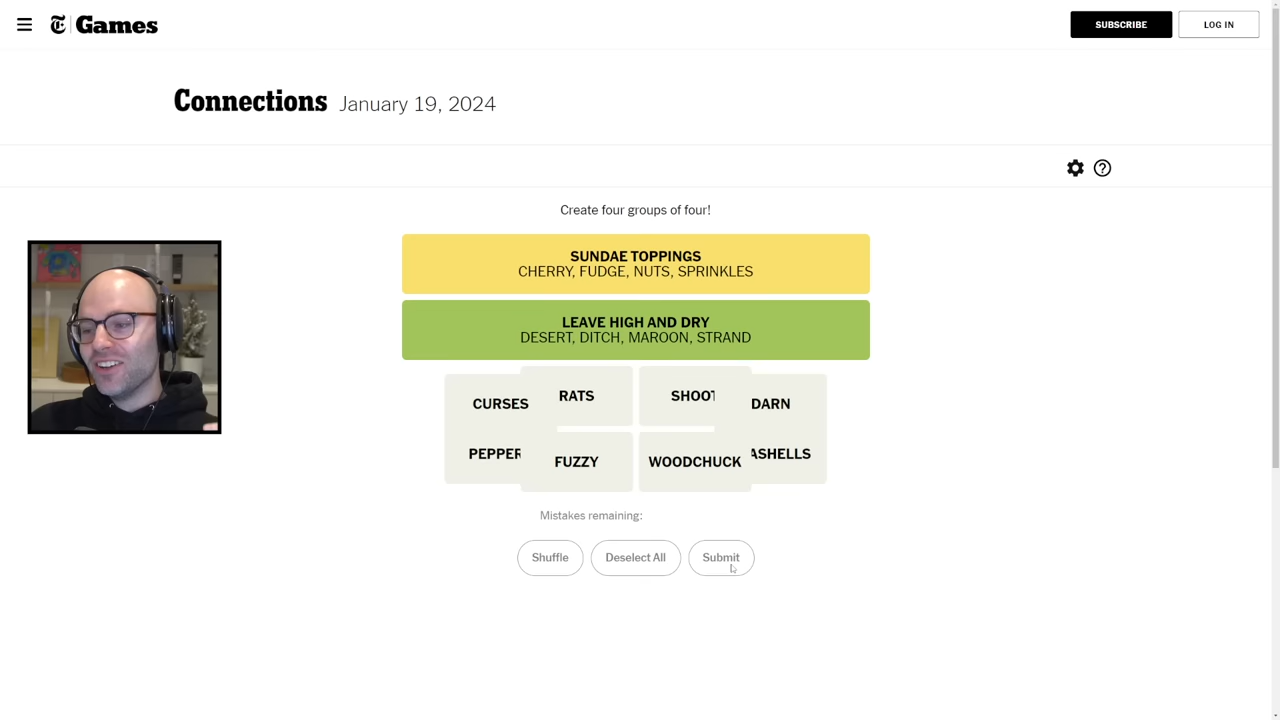 Games
SUBSCRIBE
LOG IN
Connections January 19, 2024
Create four groups of four!
SUNDAE TOPPINGS
CHERRY, FUDGE, NUTS, SPRINKLES
LEAVE HIGH AND DRY
DESERT, DITCH, MAROON, STRAND
CURSES RATS SHOOT DARN
PEPPER FUZZY WOODCHUCK ASHELLS
Mistakes remaining:
Shuffle
Deselect All
Submit